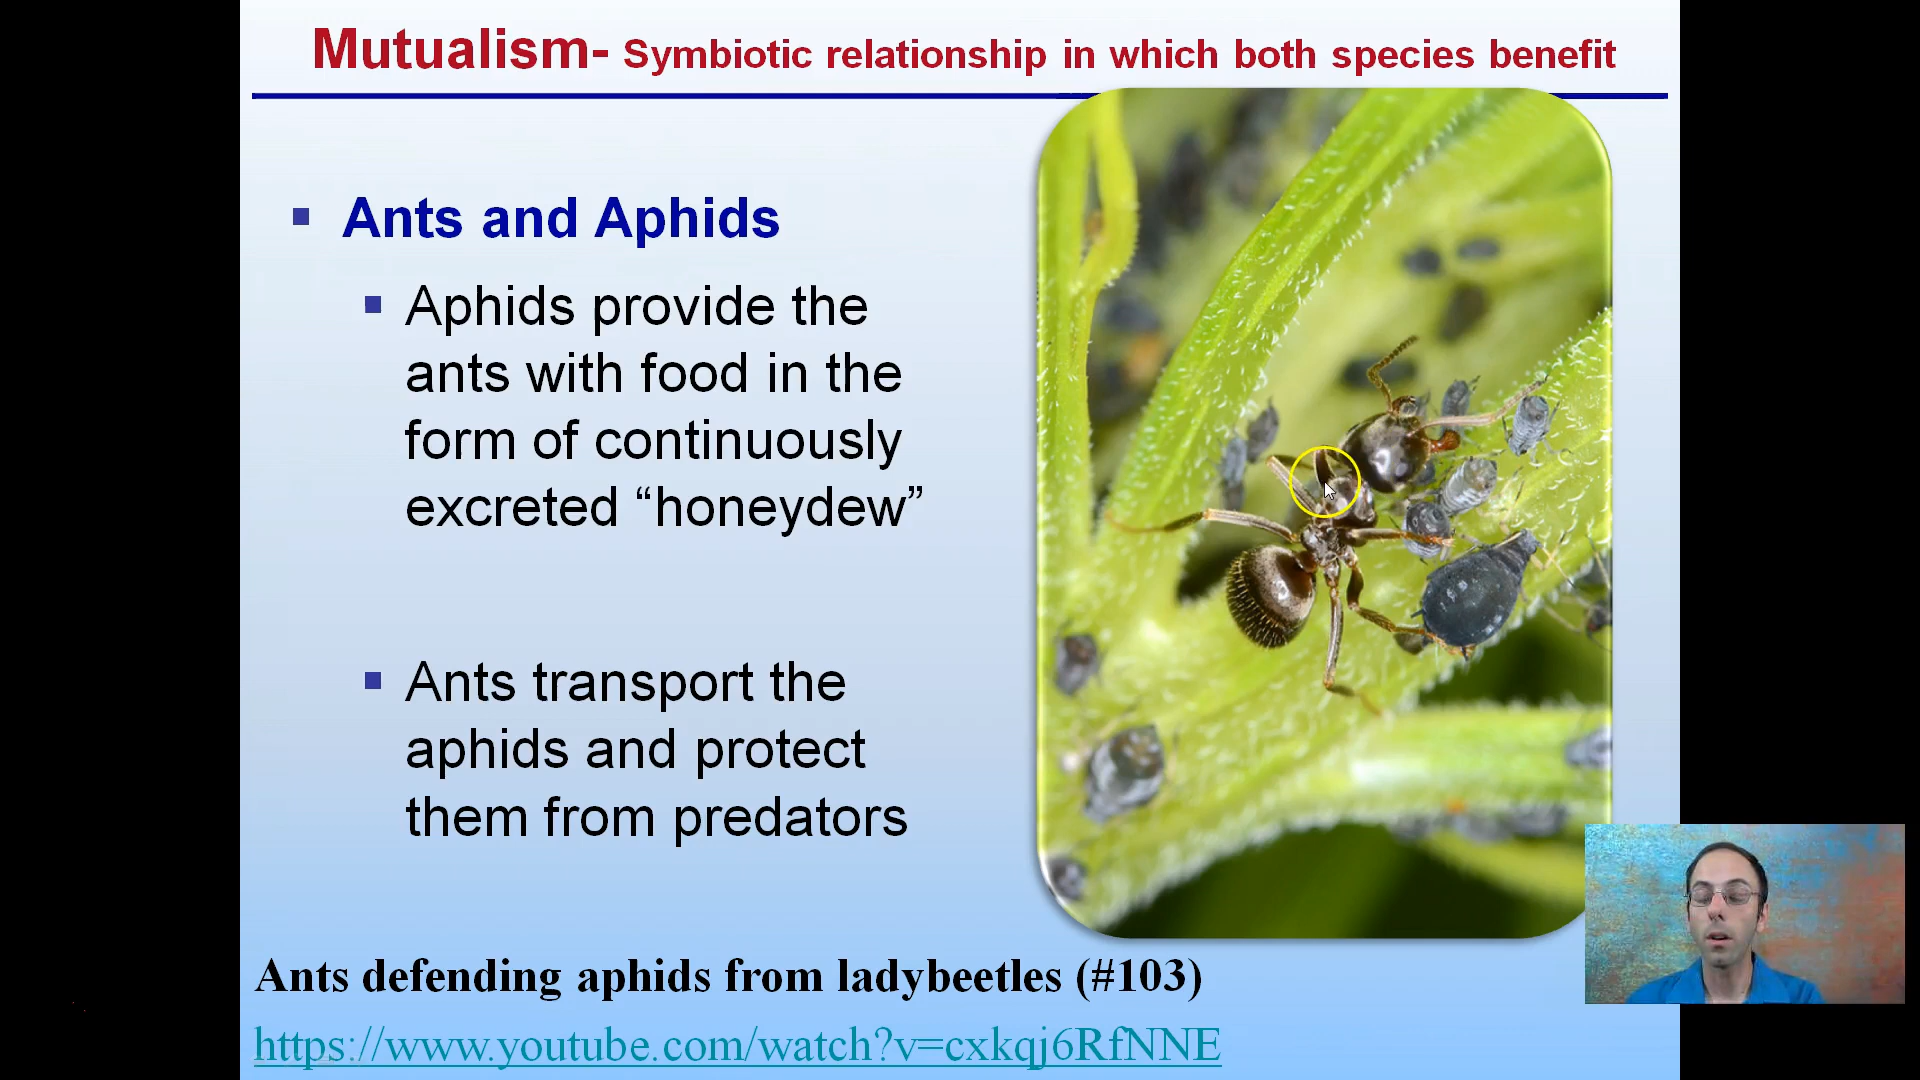 Mutualism- Symbiotic relationship in which both species benefit
Ants and Aphids
Aphids provide the
ants with food in the
form of continuously
excreted “honeydew”
Ants transport the
aphids and protect
them from predators
Ants defending aphids from ladybeetles (#103)
https://www.youtube.com/watch?v=cxkqj6RfNNE